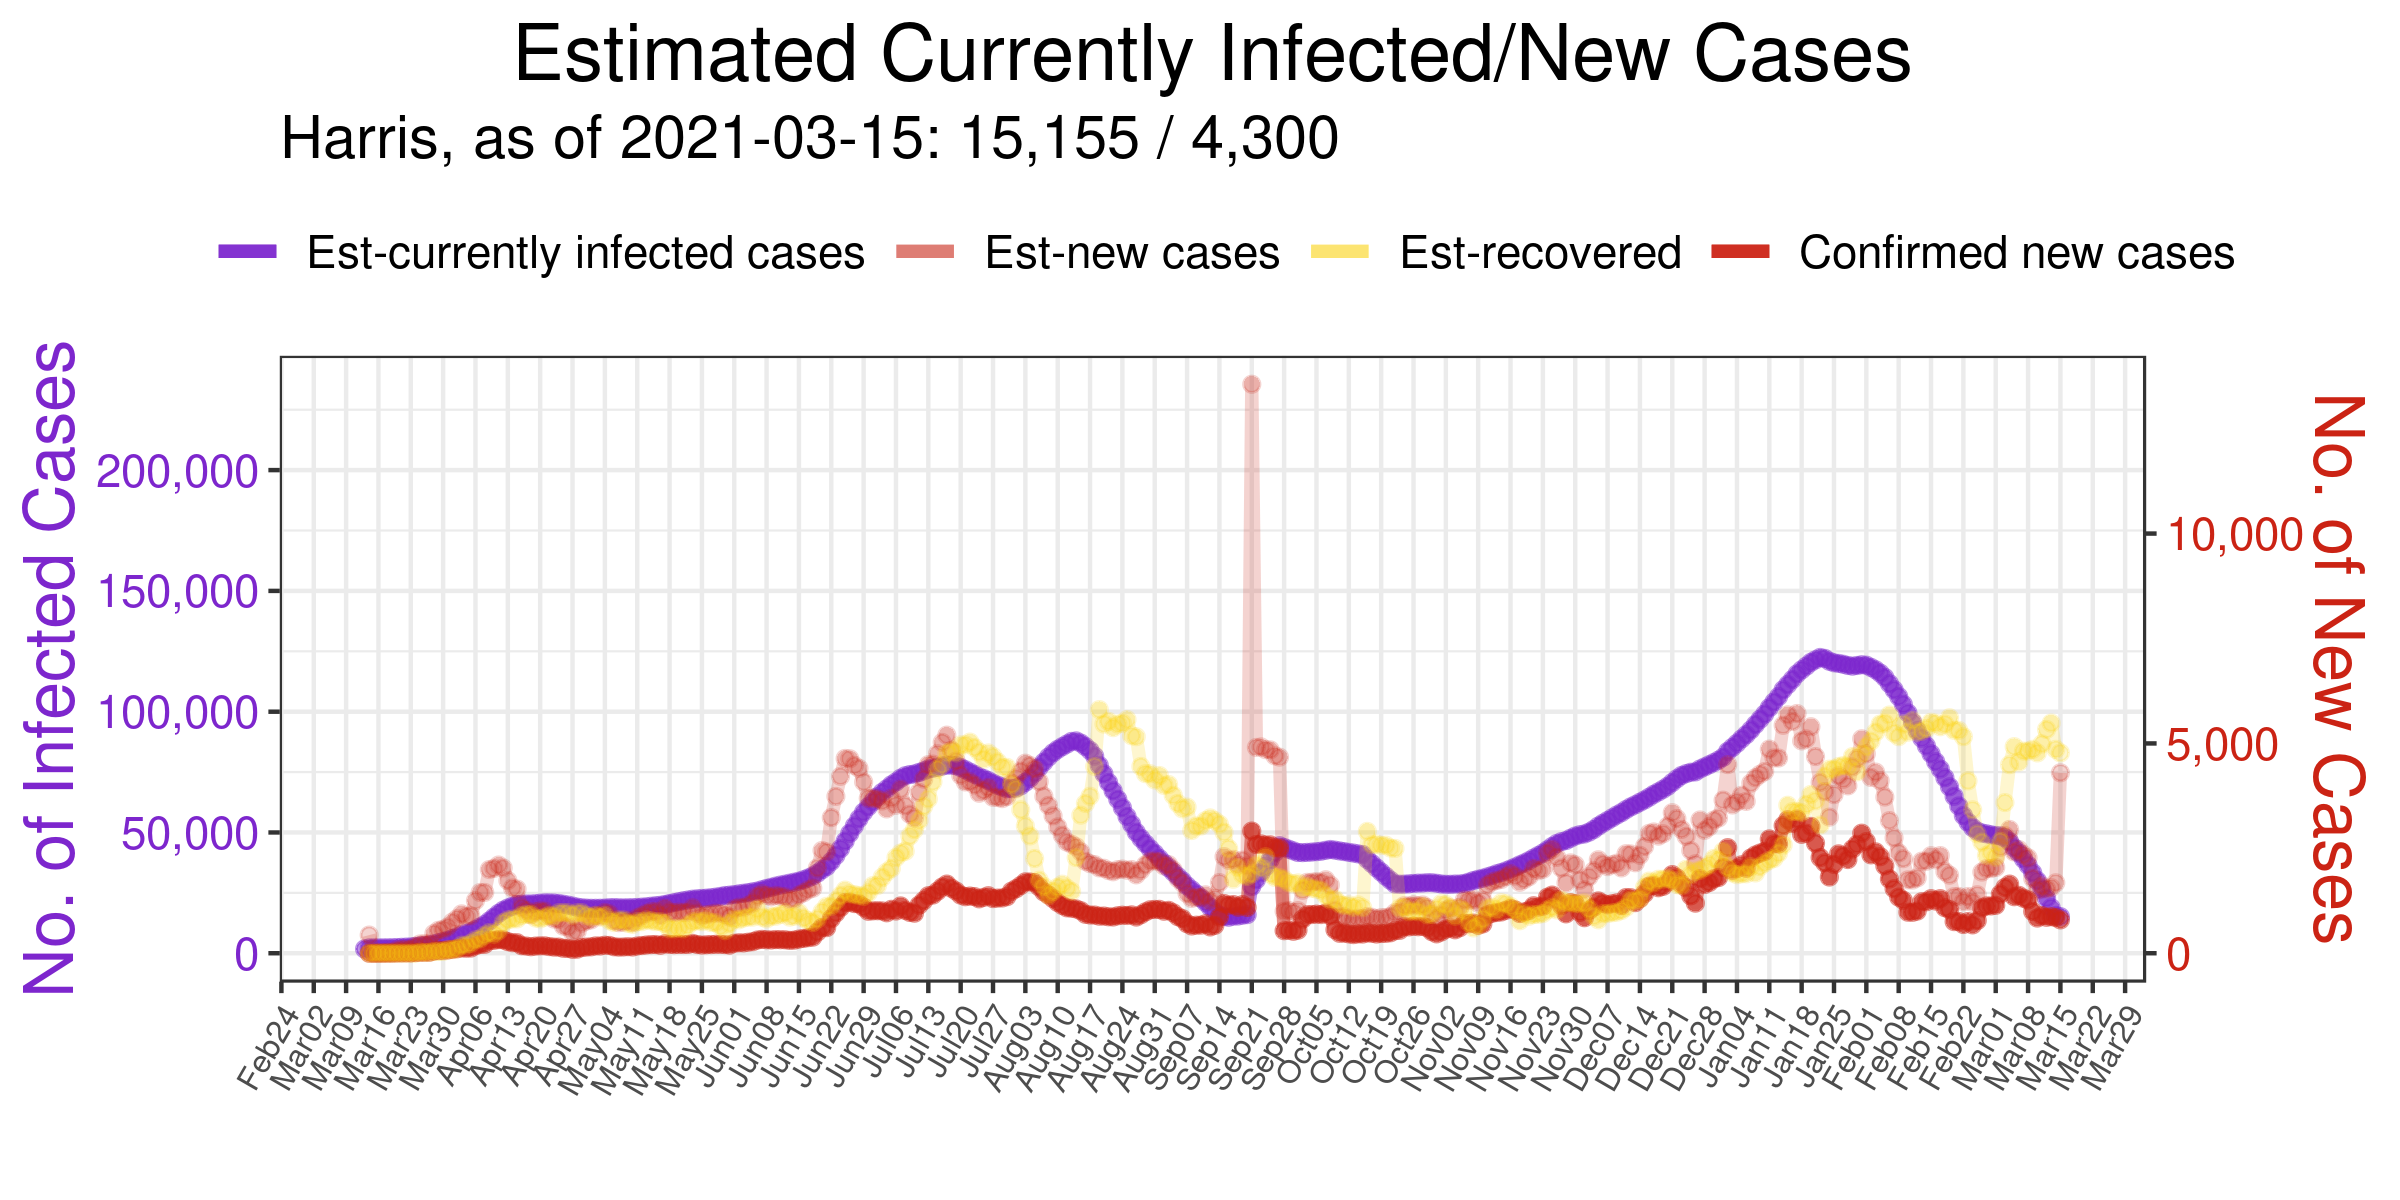 Estimated Currently Infected/New Cases
Harris, as of 2021-03-15: 15,155 / 4,300
Est-currently infected cases
Est-new cases
Est-recovered
Confirmed new cases
No. of Infected Cases
200,000
150,000
100,000
50,000
0
10,000
5,000
0
No. of New Cases
Feb24
Mar02
Mar09
Mar16
Mar23
Mar30
Apr06
Apr13
Apr20
Apr27
May04
May11
May18
May25
Jun01
Jun08
Jun15
Jun22
Jun29
Jul06
Jul13
Jul20
Jul27
Aug03
Aug10
Aug17
Aug24
Aug31
Sep07
Sep14
Sep21
Sep28
Oct05
Oct12
Oct19
Oct26
Nov02
Nov09
Nov16
Nov23
Nov30
Dec07
Dec14
Dec21
Dec28
Jan04
Jan11
Jan18
Jan25
Feb01
Feb08
Feb15
Feb22
Mar01
Mar08
Mar15
Mar22
Mar29